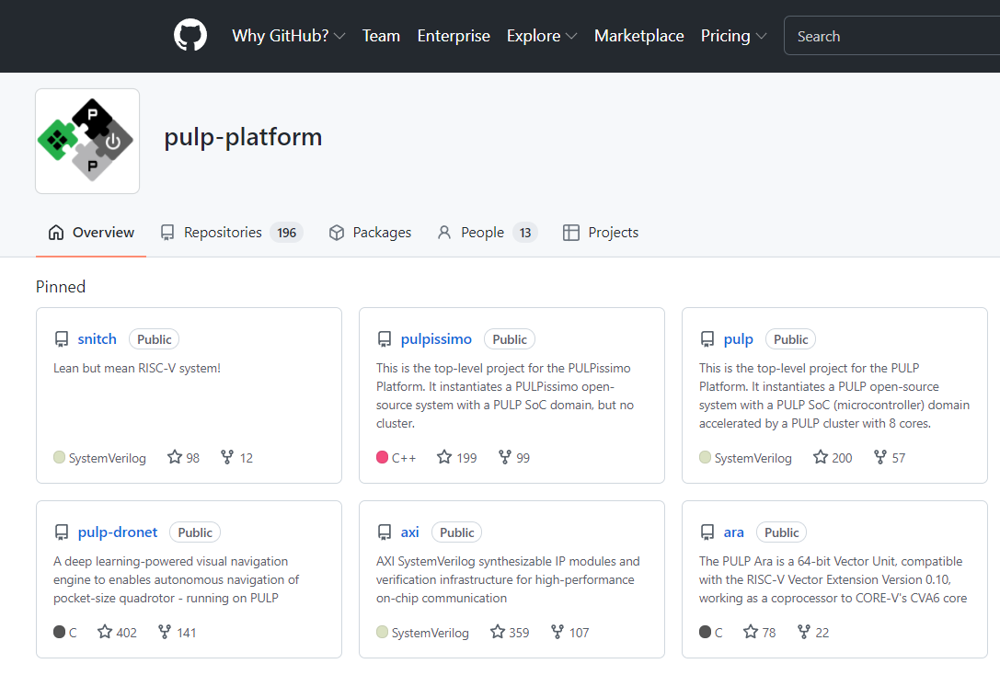 Why GitHub? Team Enterprise Explore Marketplace Pricing Search
P
P
pulp-platform
Overview Repositories 196 Packages People 13 Projects
Pinned
snitch Public
Lean but mean RISC-V system!
SystemVerilog 98 12
pulpissimo Public
This is the top-level project for the PULPissimo
Platform. It instantiates a PULPissimo open-
source system with a PULP SoC domain, but no
cluster.
C++ 199 99
pulp Public
This is the top-level project for the PULP
Platform. It instantiates a PULP open-source
system with a PULP SoC (microcontroller) domain
accelerated by a PULP cluster with 8 cores.
SystemVerilog 200 57
pulp-dronet Public
A deep learning-powered visual navigation
engine to enables autonomous navigation of
pocket-size quadrotor - running on PULP
C 402 141
axi Public
AXI SystemVerilog synthesizable IP modules and
verification infrastructure for high-performance
on-chip communication
SystemVerilog 359 107
ara Public
The PULP Ara is a 64-bit Vector Unit, compatible
with the RISC-V Vector Extension Version 0.10,
working as a coprocessor to CORE-V's CVA6 core
C 78 22